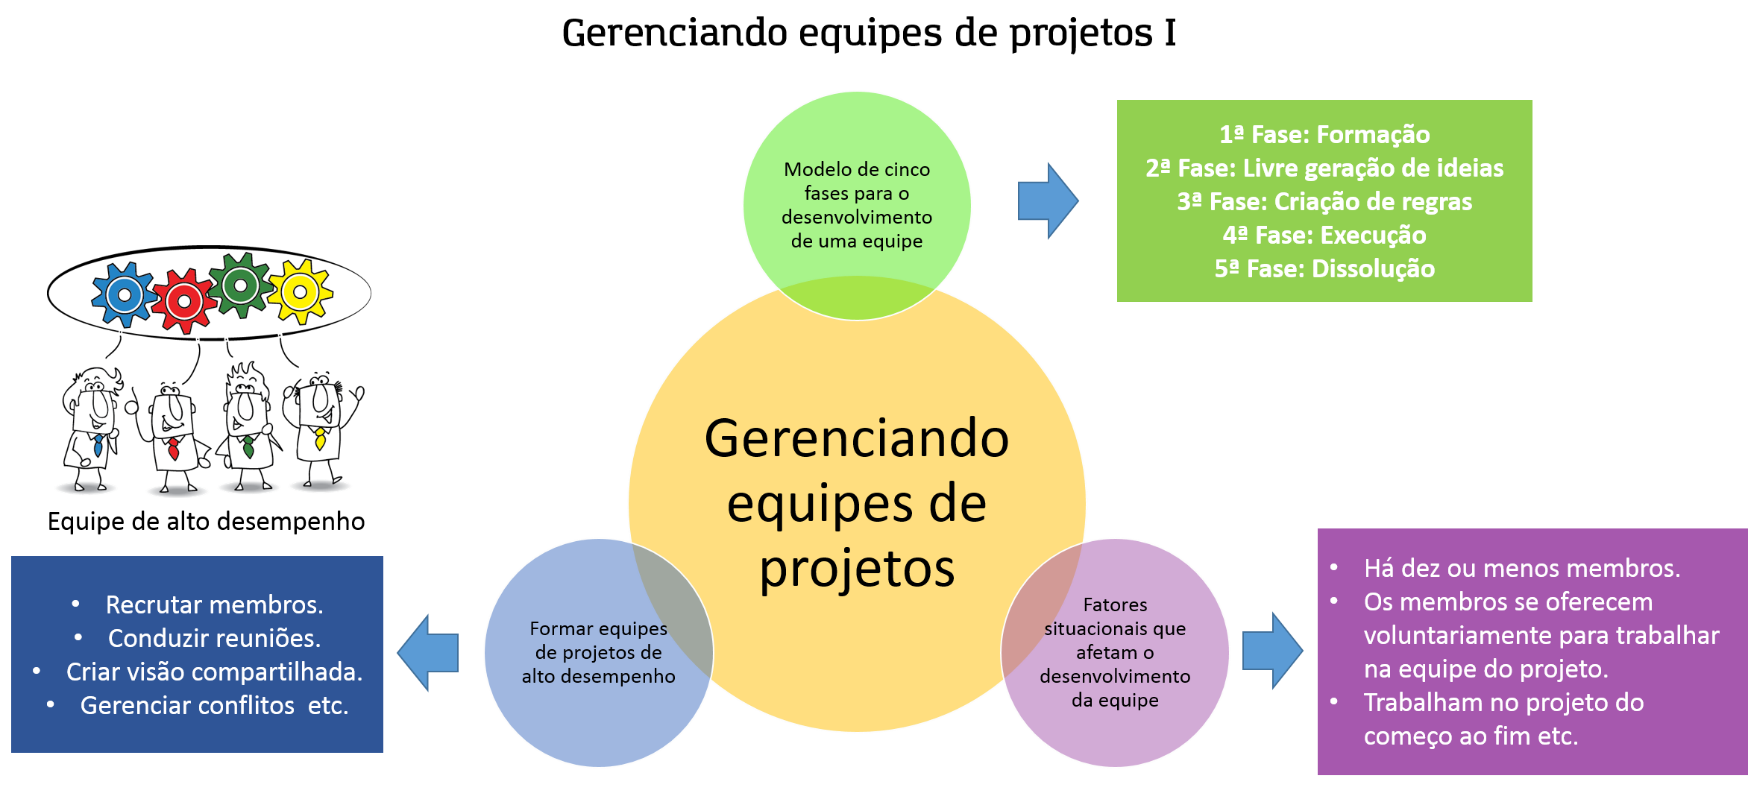 Gerenciando equipes de projetos I
Modelo de cinco
fases para o
desenvolvimento
de uma equipe
1ª Fase: Formação
2ª Fase: Livre geração de ideias
3ª Fase: Criação de regras
4ª Fase: Execução
5ª Fase: Dissolução
Gerenciando
equipes de
projetos
Equipe de alto desempenho
• Recrutar membros.
• Conduzir reuniões.
• Criar visão compartilhada.
• Gerenciar conflitos  etc.
Formar equipes
de projetos de
alto desempenho
Fatores
situacionais que
afetam o
desenvolvimento
da equipe
• Há dez ou menos membros.
• Os membros se oferecem
voluntariamente para trabalhar
na equipe do projeto.
• Trabalham no projeto do
começo ao fim etc.